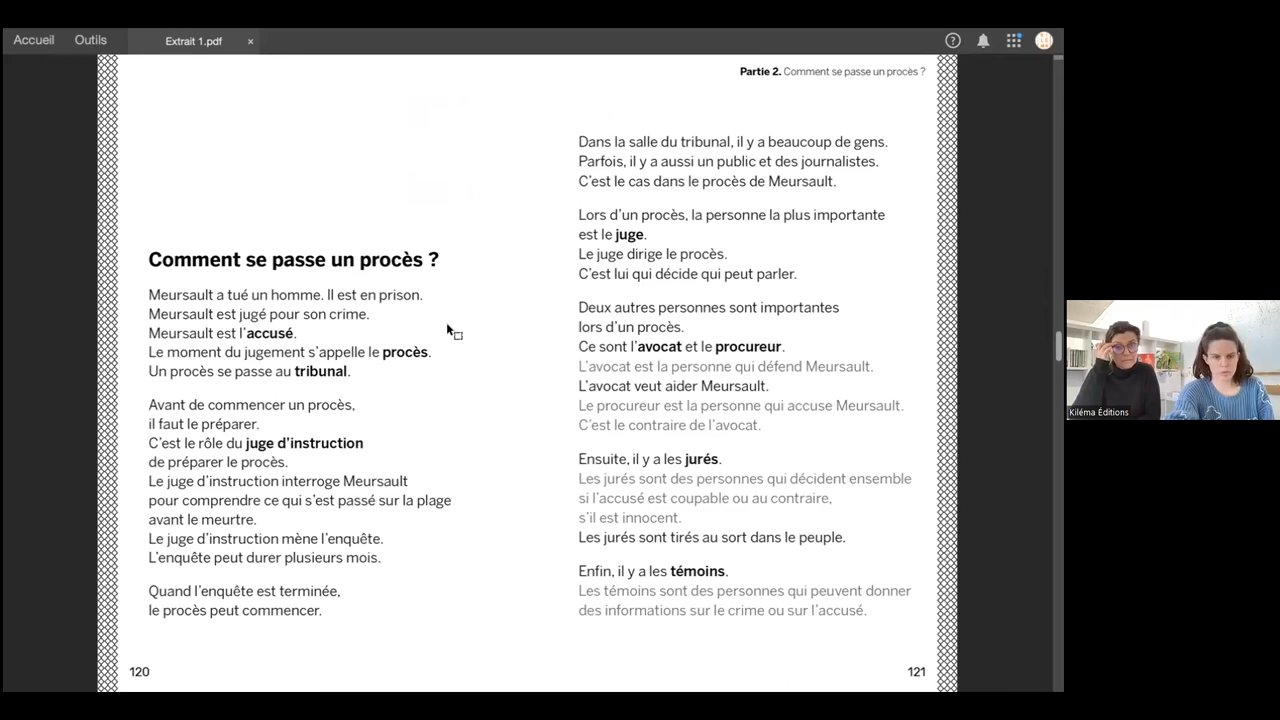 Accueil
Outils
Extrait 1.pdf
Partie 2. Comment se passe un procès ?
Comment se passe un procès ?
Meursault a tué un homme. Il est en prison.
Meursault est jugé pour son crime.
Meursault est l'accusé.
Le moment du jugement s'appelle le procès.
Un procès se passe au tribunal.
Avant de commencer un procès,
il faut le préparer.
C'est le rôle du juge d'instruction
de préparer le procès.
Le juge d'instruction interroge Meursault
pour comprendre ce qui s'est passé sur la plage
avant le meurtre.
Le juge d'instruction mène l'enquête.
L'enquête peut durer plusieurs mois.
Quand l'enquête est terminée,
le procès peut commencer.
120
Dans la salle du tribunal, il y a beaucoup de gens.
Parfois, il y a aussi un public et des journalistes.
C'est le cas dans le procès de Meursault.
Lors d'un procès, la personne la plus importante
est le juge.
Le juge dirige le procès.
C'est lui qui décide qui peut parler.
Deux autres personnes sont importantes
lors d'un procès.
Ce sont l'avocat et le procureur.
L'avocat est la personne qui défend Meursault.
L'avocat veut aider Meursault.
Le procureur est la personne qui accuse Meursault.
C'est le contraire de l'avocat.
Ensuite, il y a les jurés.
Les jurés sont des personnes qui décident ensemble
si l'accusé est coupable ou au contraire,
s'il est innocent.
Les jurés sont tirés au sort dans le peuple.
Enfin, il y a les témoins.
Les témoins sont des personnes qui peuvent donner
des informations sur le crime ou sur l'accusé.
121
Kiléma Éditions